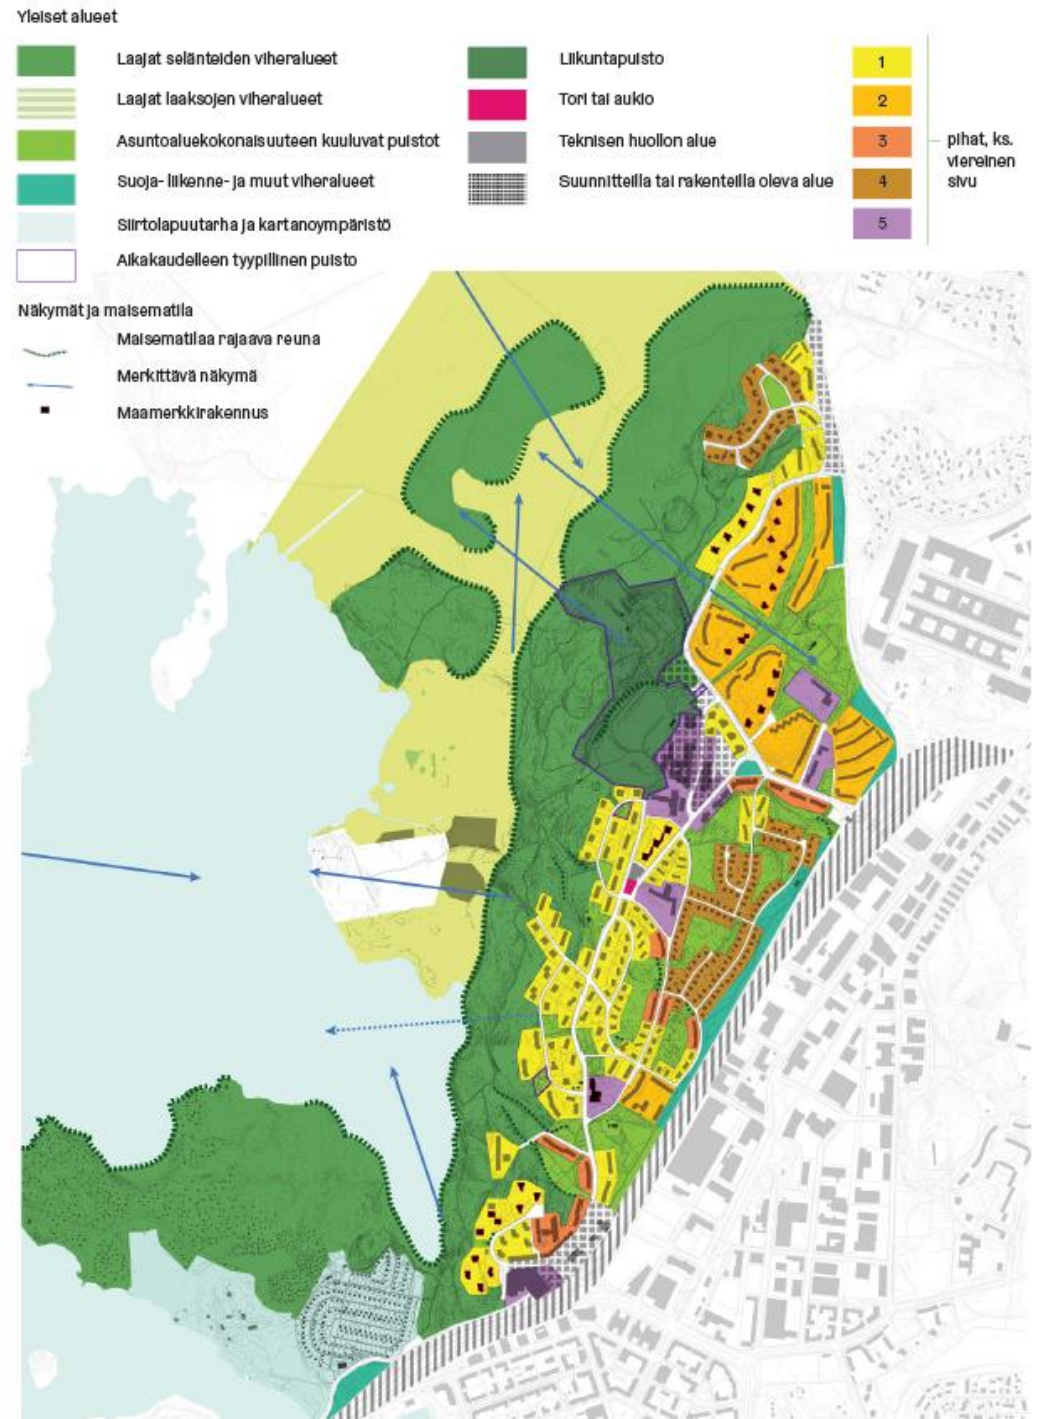 Yleiset alueet
Laajat selänteiden viheralueet
Laajat laaksojen viheralueet
Asuntoaluekokonaisuuteen kuuluvat puistot
Suoja- liikenne- ja muut viheralueet
Siirtolapuutarha ja kartanoympäristö
Aikakaudelleen tyypillinen puisto
Liikuntapuisto
Tori tai aukio
Teknisen huollon alue
Suunnitteilla tai rakenteilla oleva alue
1
2
3
4
5
pihat, ks.
viereinen
sivu
Näkymät ja maisematila
Maisematilaa rajaava reuna
Merkittävä näkymä
Maamerkkirakennus